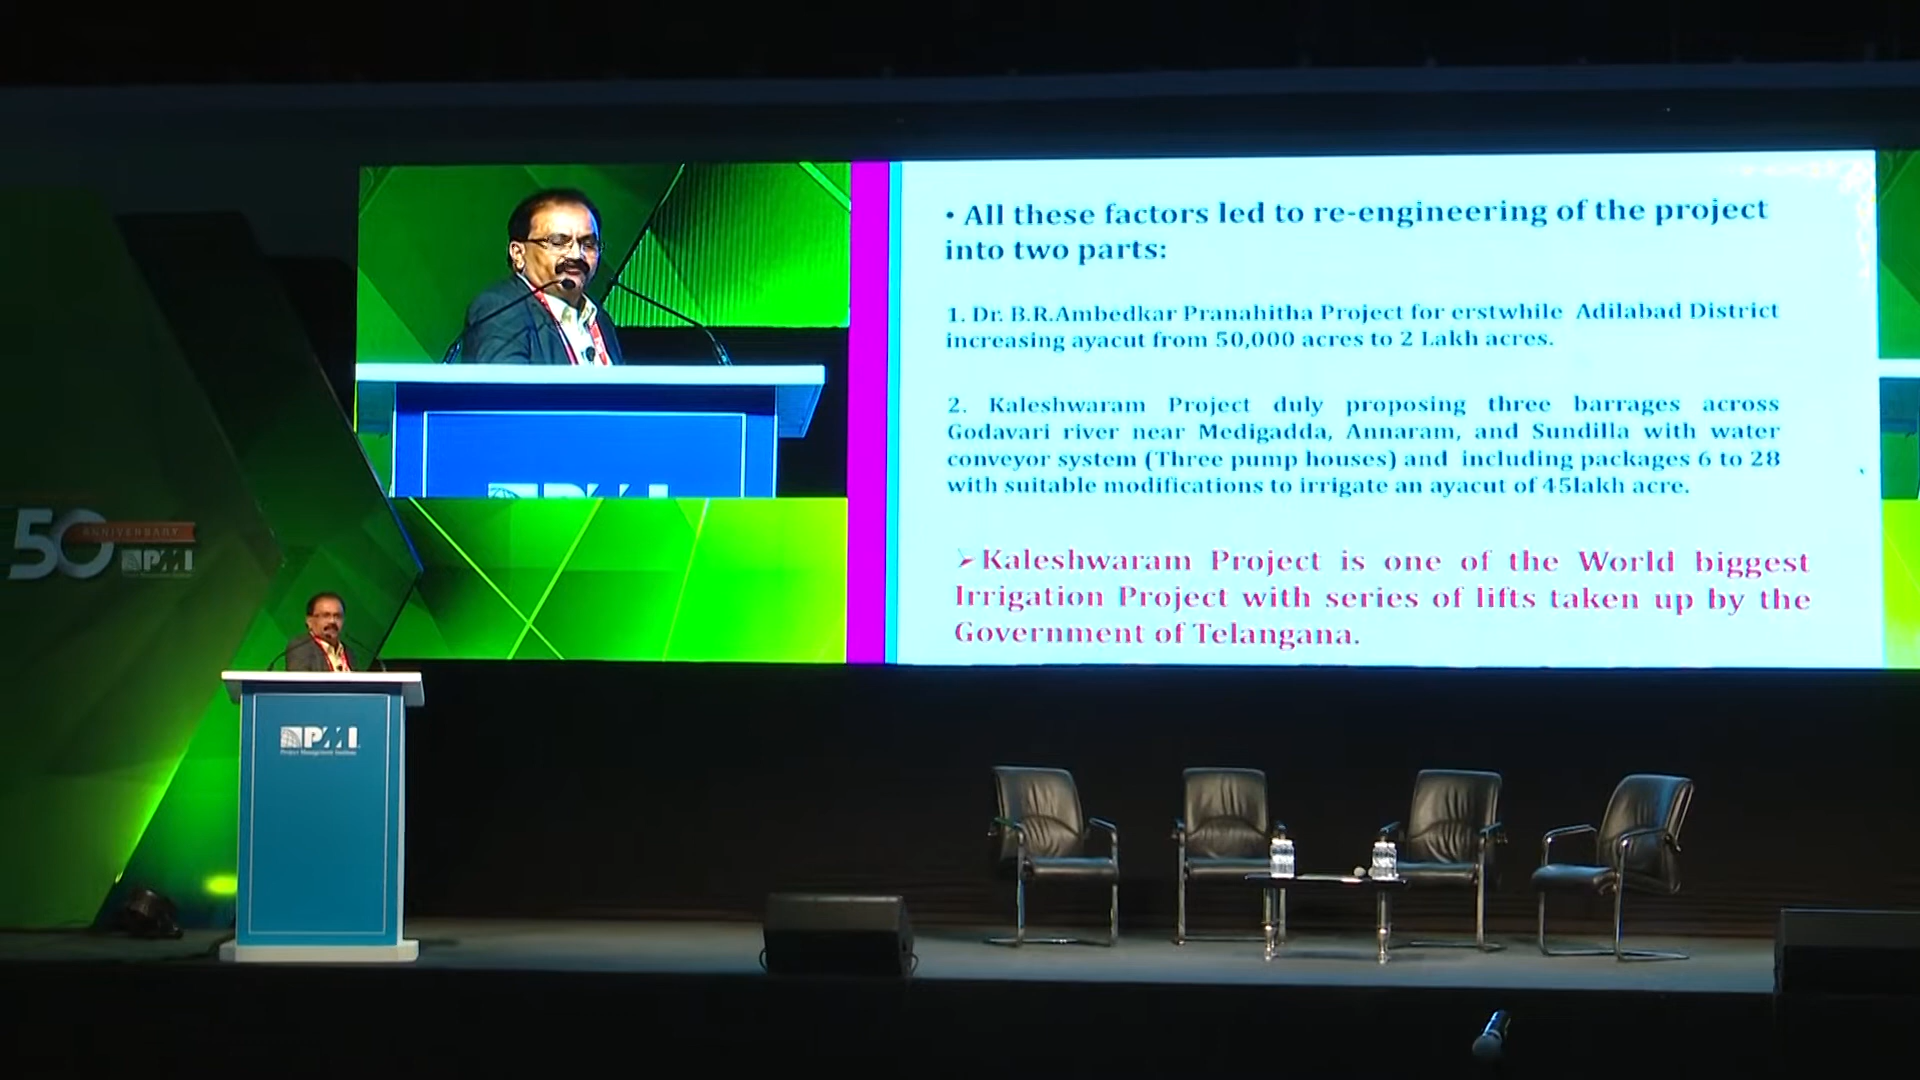 • All these factors led to re-engineering of the project
into two parts:
1. Dr. B.R.Ambedkar Pranahitha Project for erstwhile Adilabad District
increasing ayacut from 50,000 acres to 2 Lakh acres.
2. Kaleshwaram Project duly proposing three barrages across
Godavari river near Medigadda, Annaram, and Sundilla with water
conveyor system (Three pump houses) and including packages 6 to 28
with suitable modifications to irrigate an ayacut of 45lakh acre.
➢Kaleshwaram Project is one of the World biggest
Irrigation Project with series of lifts taken up by the
Government of Telangana.
50 ANNIVERSARY
PMI
PMI
PMI
Project Management Institute